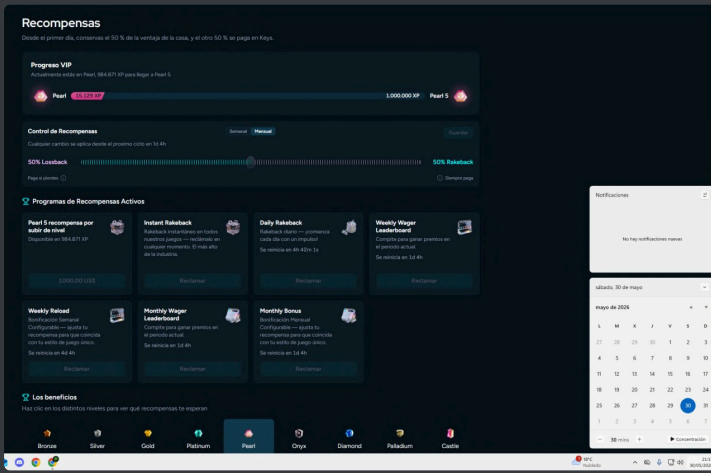 Recompensas
Desde el primer día, conservas el 50 % de la ventaja de la casa, y el otro 50 % se paga en Keys.
Progreso VIP
Actualmente estás en Pearl, 984.871 XP para llegar a Pearl 5
Pearl
15.129 XP
1.000.000 XP
Pearl 5
Control de Recompensas
Semanal
Mensual
Guardar
Cualquier cambio se aplica desde el proximo ciclo en 1d 4h
50% Lossback
50% Rakeback
Paga si pierdes
Siempre paga
Programas de Recompensas Activos
Pearl 5 recompensa por
subir de nivel
Disponible en 984.871 XP
1000.00 US$
Instant Rakeback
Rakeback instantáneo en todos
nuestros juegos — reclámalo en
cualquier momento. El más alto
de la industria.
Reclamar
Daily Rakeback
Rakeback diario — ¡comienza
cada día con un impulso!
Se reinicia en 4h 42m 1s
Reclamar
Weekly Wager
Leaderboard
Compite para ganar premios en
el periodo actual
Se reinicia en 1d 4h
Reclamar
Weekly Reload
Bonificación Semanal
Configurable — ajusta tu
recompensa para que coincida
con tu estilo de juego único.
Se reinicia en 4d 4h
Reclamar
Monthly Wager
Leaderboard
Compite para ganar premios en
el periodo actual
Se reinicia en 1d 4h
Reclamar
Monthly Bonus
Bonificación Mensual
Configurable — ajusta tu
recompensa para que coincida
con tu estilo de juego único.
Se reinicia en 1d 4h
Reclamar
Los beneficios
Haz clic en los distintos niveles para ver qué recompensas te esperan
Bronze
Silver
Gold
Platinum
Pearl
Onyx
Diamond
Palladium
Castle
Notificaciones
No hay notificaciones nuevas
sábado, 30 de mayo
mayo de 2026
L M X J V S D
27 28 29 30 1 2 3
4 5 6 7 8 9 10
11 12 13 14 15 16 17
18 19 20 21 22 23 24
25 26 27 28 29 30 31
1 2 3 4 5 6 7
30 mins
Concentración
Nublado